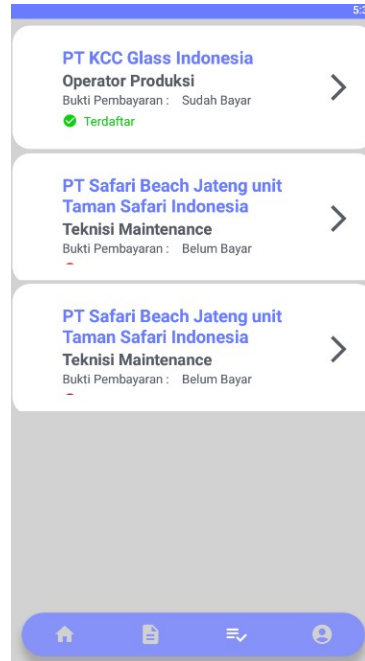 PT KCC Glass Indonesia
Operator Produksi
Bukti Pembayaran : Sudah Bayar
Terdaftar
PT Safari Beach Jateng unit
Taman Safari Indonesia
Teknisi Maintenance
Bukti Pembayaran : Belum Bayar
PT Safari Beach Jateng unit
Taman Safari Indonesia
Teknisi Maintenance
Bukti Pembayaran : Belum Bayar